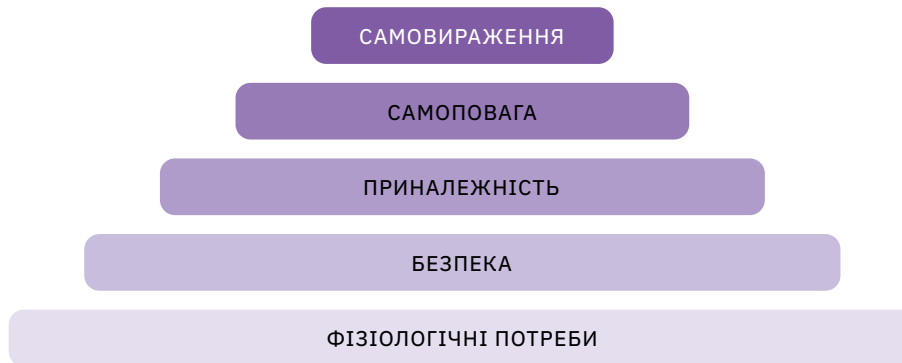 САМОВИРАЖЕННЯ
САМОПОВАГА
ПРИНАЛЕЖНІСТЬ
БЕЗПЕКА
ФІЗІОЛОГІЧНІ ПОТРЕБИ